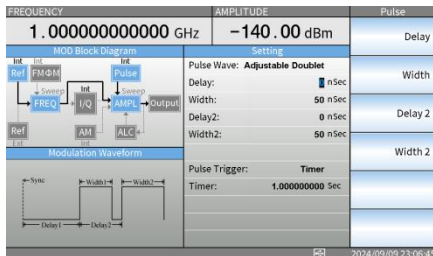 FREQUENCY
AMPLITUDE
Pulse
1.000000000000 GHz
−140.00 dBm
MOD Block Diagram
Int
Int
Int
Ref
FMΦM
Pulse
Sweep
Int
Sweep
FREQ
I/Q
AMPL
Output
Ref
AM
ALC
Ext
Int
Modulation Waveform
Sync
Width1
Width2
Delay1
Delay2
Setting
Pulse Wave: Adjustable Doublet
Delay: nSec
Width: 50 nSec
Delay2: 0 nSec
Width2: 50 nSec
Pulse Trigger: Timer
Timer: 1.000000000 Sec
Delay
Width
Delay 2
Width 2
2024/09/09 23:06:45